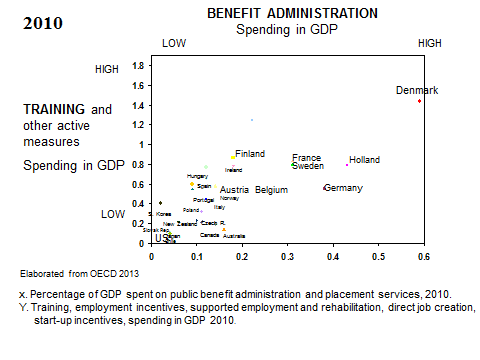 2010
BENEFIT ADMINISTRATION
Spending in GDP
LOW HIGH
HIGH
TRAINING and
other active
measures
Spending in GDP
LOW
1.8
1.6
1.4
1.2
1
0.8
0.6
0.4
0.2
0
Denmark
Finland
France
Sweden
Holland
Ireland
Hungary
Spain
Austria Belgium
Germany
Portugal
Norway
Italy
Poland
S. Korea
New Zealand
Czech R.
Slovak Rep.
US
Canada
Australia
0 0.1 0.2 0.3 0.4 0.5 0.6
Elaborated from OECD 2013
x. Percentage of GDP spent on public benefit administration and placement services, 2010.
Y. Training, employment incentives, supported employment and rehabilitation, direct job creation,
start-up incentives, spending in GDP 2010.